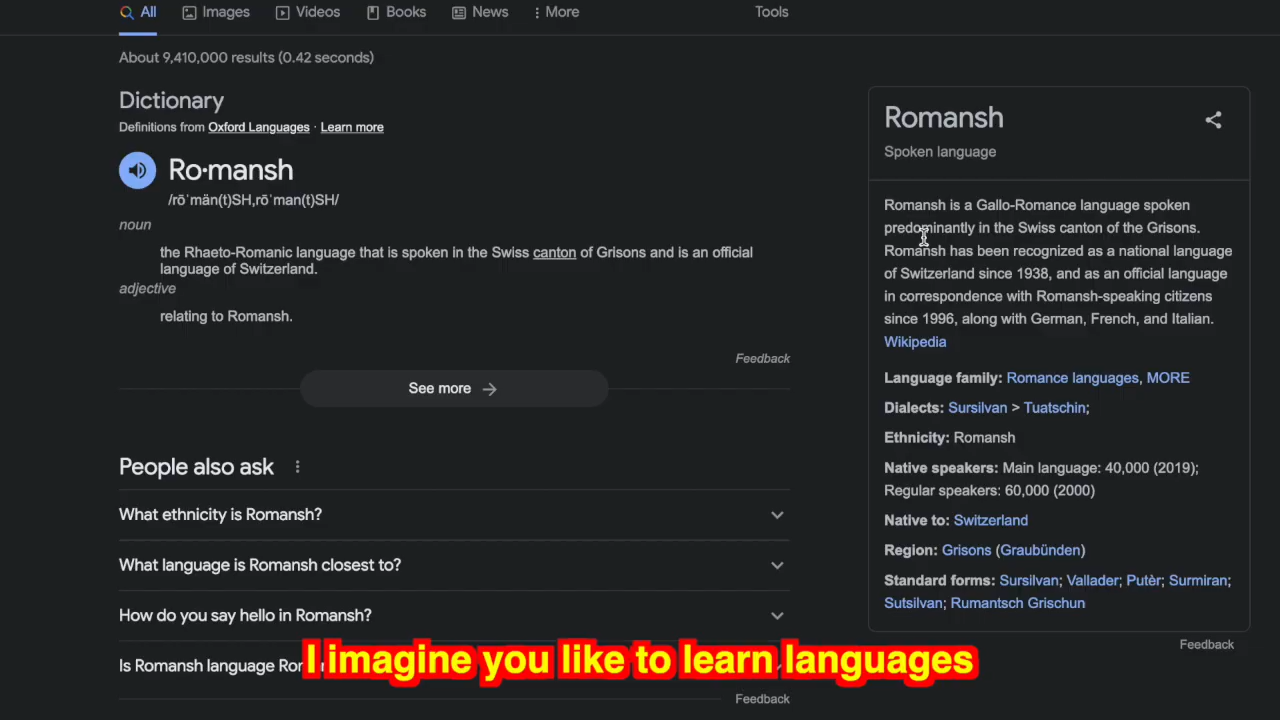 All
Images
Videos
Books
News
More
Tools
About 9,410,000 results (0.42 seconds)
Dictionary
Definitions from Oxford Languages · Learn more
Ro·mansh
/rōˈmän(t)SH,rōˈman(t)SH/
noun
the Rhaeto-Romanic language that is spoken in the Swiss canton of Grisons and is an official
language of Switzerland.
adjective
relating to Romansh.
Feedback
See more
People also ask
What ethnicity is Romansh?
What language is Romansh closest to?
How do you say hello in Romansh?
Is Romansh language
Feedback
Romansh
Spoken language
Romansh is a Gallo-Romance language spoken
predominantly in the Swiss canton of the Grisons.
Romansh has been recognized as a national language
of Switzerland since 1938, and as an official language
in correspondence with Romansh-speaking citizens
since 1996, along with German, French, and Italian.
Wikipedia
Language family: Romance languages, MORE
Dialects: Sursilvan > Tuatschin;
Ethnicity: Romansh
Native speakers: Main language: 40,000 (2019);
Regular speakers: 60,000 (2000)
Native to: Switzerland
Region: Grisons (Graubünden)
Standard forms: Sursilvan; Vallader; Putèr; Surmiran;
Sutsilvan; Rumantsch Grischun
Feedback
I imagine you like to learn languages